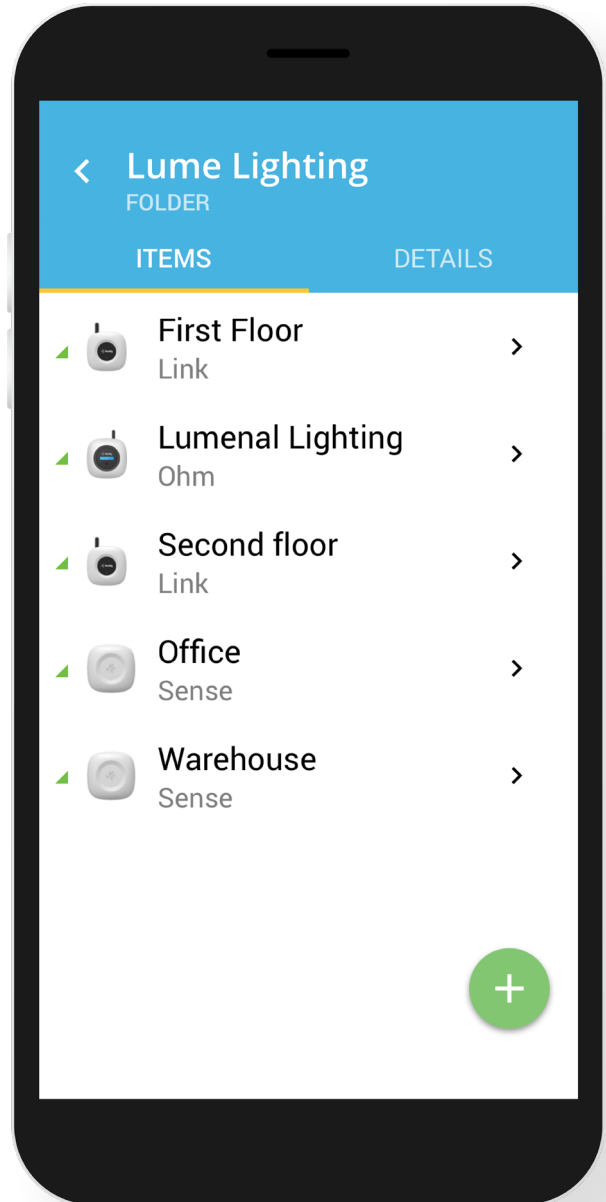 Lume Lighting
FOLDER
ITEMS DETAILS
First Floor
Link
Lumenal Lighting
Ohm
Second floor
Link
Office
Sense
Warehouse
Sense